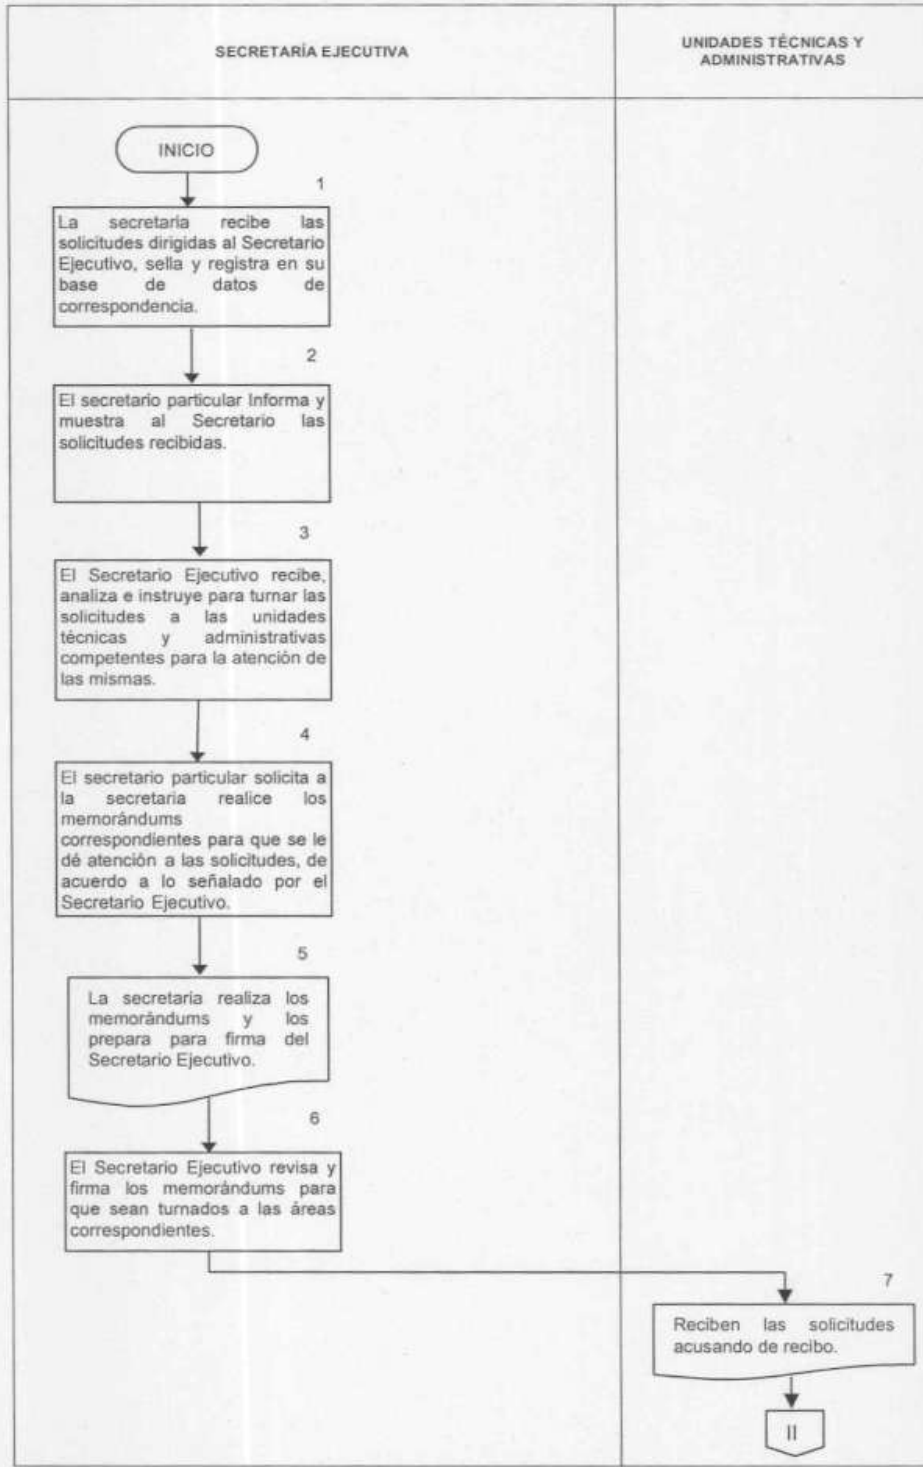 SECRETARÍA EJECUTIVA
UNIDADES TÉCNICAS Y
ADMINISTRATIVAS
INICIO
1
La secretaria recibe las
solicitudes dirigidas al Secretario
Ejecutivo, sella y registra en su
base de datos de
correspondencia.
2
El secretario particular Informa y
muestra al Secretario las
solicitudes recibidas.
3
El Secretario Ejecutivo recibe,
analiza e instruye para turnar las
solicitudes a las unidades
técnicas y administrativas
competentes para la atención de
las mismas.
4
El secretario particular solicita a
la secretaria realice los
memorándums
correspondientes para que se le
dé atención a las solicitudes, de
acuerdo a lo señalado por el
Secretario Ejecutivo.
5
La secretaria realiza los
memorándums y los
prepara para firma del
Secretario Ejecutivo.
6
El Secretario Ejecutivo revisa y
firma los memorándums para
que sean turnados a las áreas
correspondientes.
7
Reciben las solicitudes
acusando de recibo.
II